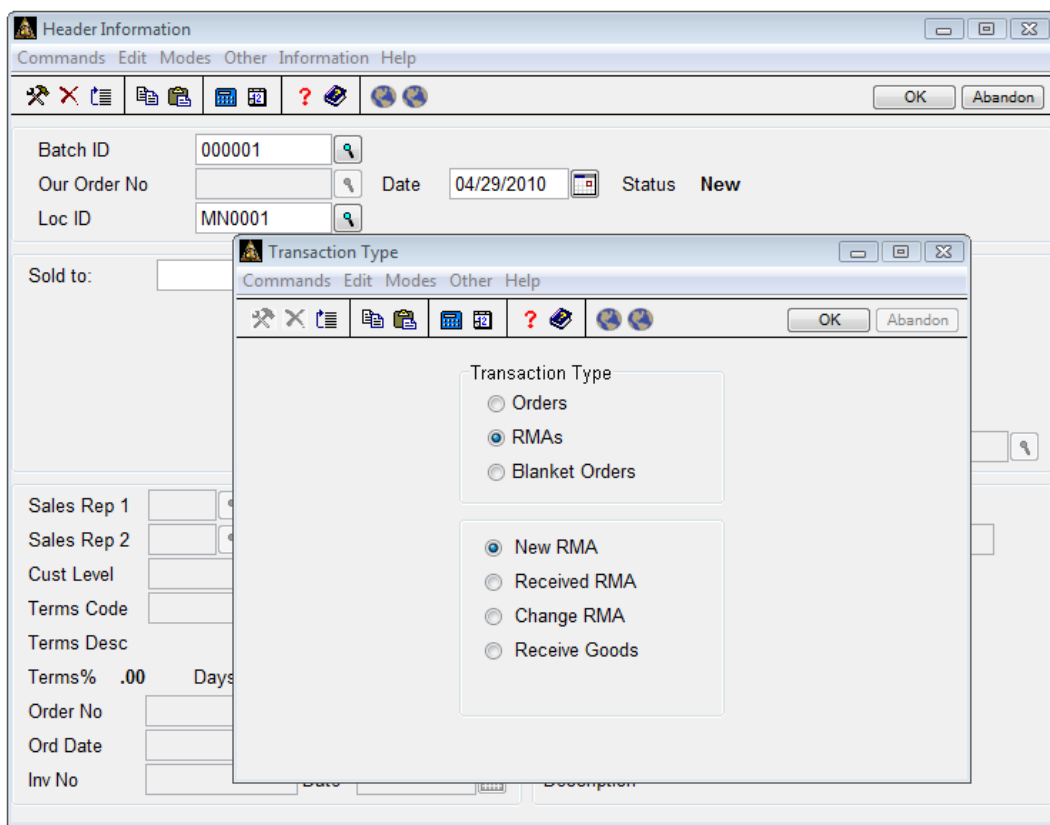 Header Information
Commands Edit Modes Other Information Help
OK Abandon
Batch ID 000001
Our Order No Date 04/29/2010 Status New
Loc ID MN0001
Sold to:
Transaction Type
Commands Edit Modes Other Help
OK Abandon
Transaction Type
Orders
RMAs
Blanket Orders
New RMA
Received RMA
Change RMA
Receive Goods
Sales Rep 1
Sales Rep 2
Cust Level
Terms Code
Terms Desc
Terms% .00 Days
Order No
Ord Date
Inv No Date Description